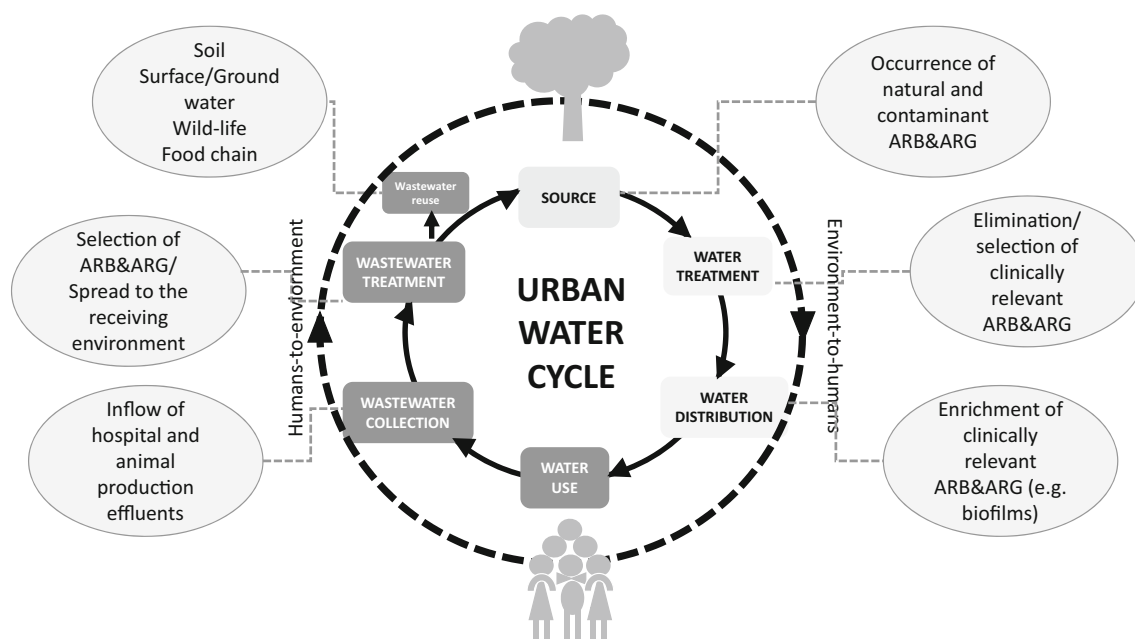 Soil
Surface/Ground
water
Wild-life
Food chain
Occurrence of
natural and
contaminant
ARB&ARG
Wastewater
reuse
SOURCE
Selection of
ARB&ARG/
Spread to the
receiving
environment
Humans-to-enviornment
WASTEWATER
TREATMENT
URBAN
WATER
CYCLE
WATER
TREATMENT
Environment-to-humans
Elimination/
selection of
clinically
relevant
ARB&ARG
Inflow of
hospital and
animal
production
effluents
WASTEWATER
COLLECTION
WATER
USE
WATER
DISTRIBUTION
Enrichment of
clinically
relevant
ARB&ARG (e.g.
biofilms)